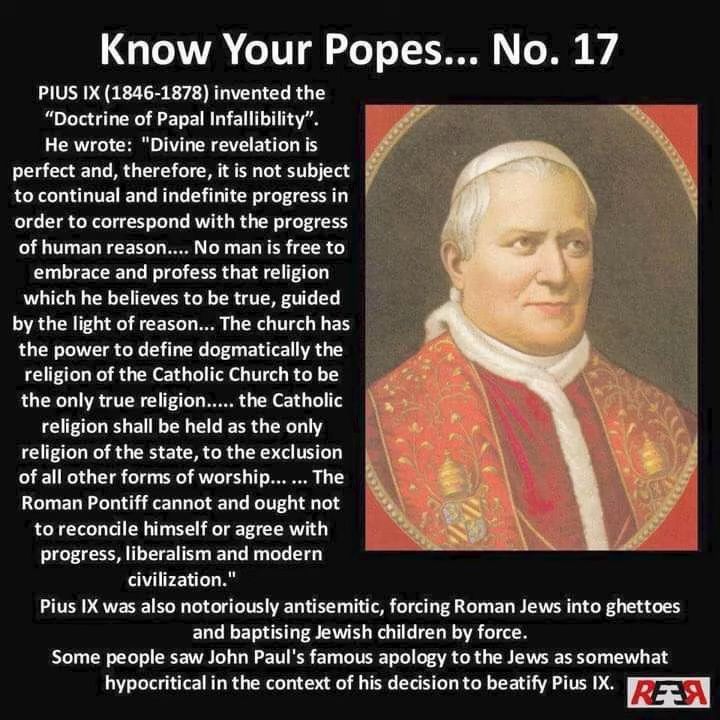 Know Your Popes... No. 17
PIUS IX (1846-1878) invented the
“Doctrine of Papal Infallibility”.
He wrote: "Divine revelation is
perfect and, therefore, it is not subject
to continual and indefinite progress in
order to correspond with the progress
of human reason.... No man is free to
embrace and profess that religion
which he believes to be true, guided
by the light of reason... The church has
the power to define dogmatically the
religion of the Catholic Church to be
the only true religion..... the Catholic
religion shall be held as the only
religion of the state, to the exclusion
of all other forms of worship... ... The
Roman Pontiff cannot and ought not
to reconcile himself or agree with
progress, liberalism and modern
civilization."
Pius IX was also notoriously antisemitic, forcing Roman Jews into ghettoes
and baptising Jewish children by force.
Some people saw John Paul's famous apology to the Jews as somewhat
hypocritical in the context of his decision to beatify Pius IX.